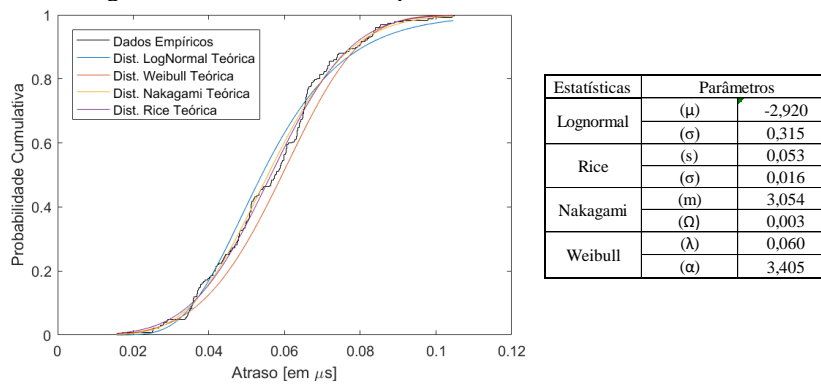 1
0.8
0.6
0.4
0.2
0
Probabilidade Cumulativa
Dados Empíricos
Dist. LogNormal Teórica
Dist. Weibull Teórica
Dist. Nakagami Teórica
Dist. Rice Teórica
0 0.02 0.04 0.06 0.08 0.1 0.12
Atraso [em μs]
Estatísticas Parâmetros
Lognormal (μ) -2,920
(σ) 0,315
Rice (s) 0,053
(σ) 0,016
Nakagami (m) 3,054
(Ω) 0,003
Weibull (λ) 0,060
(α) 3,405